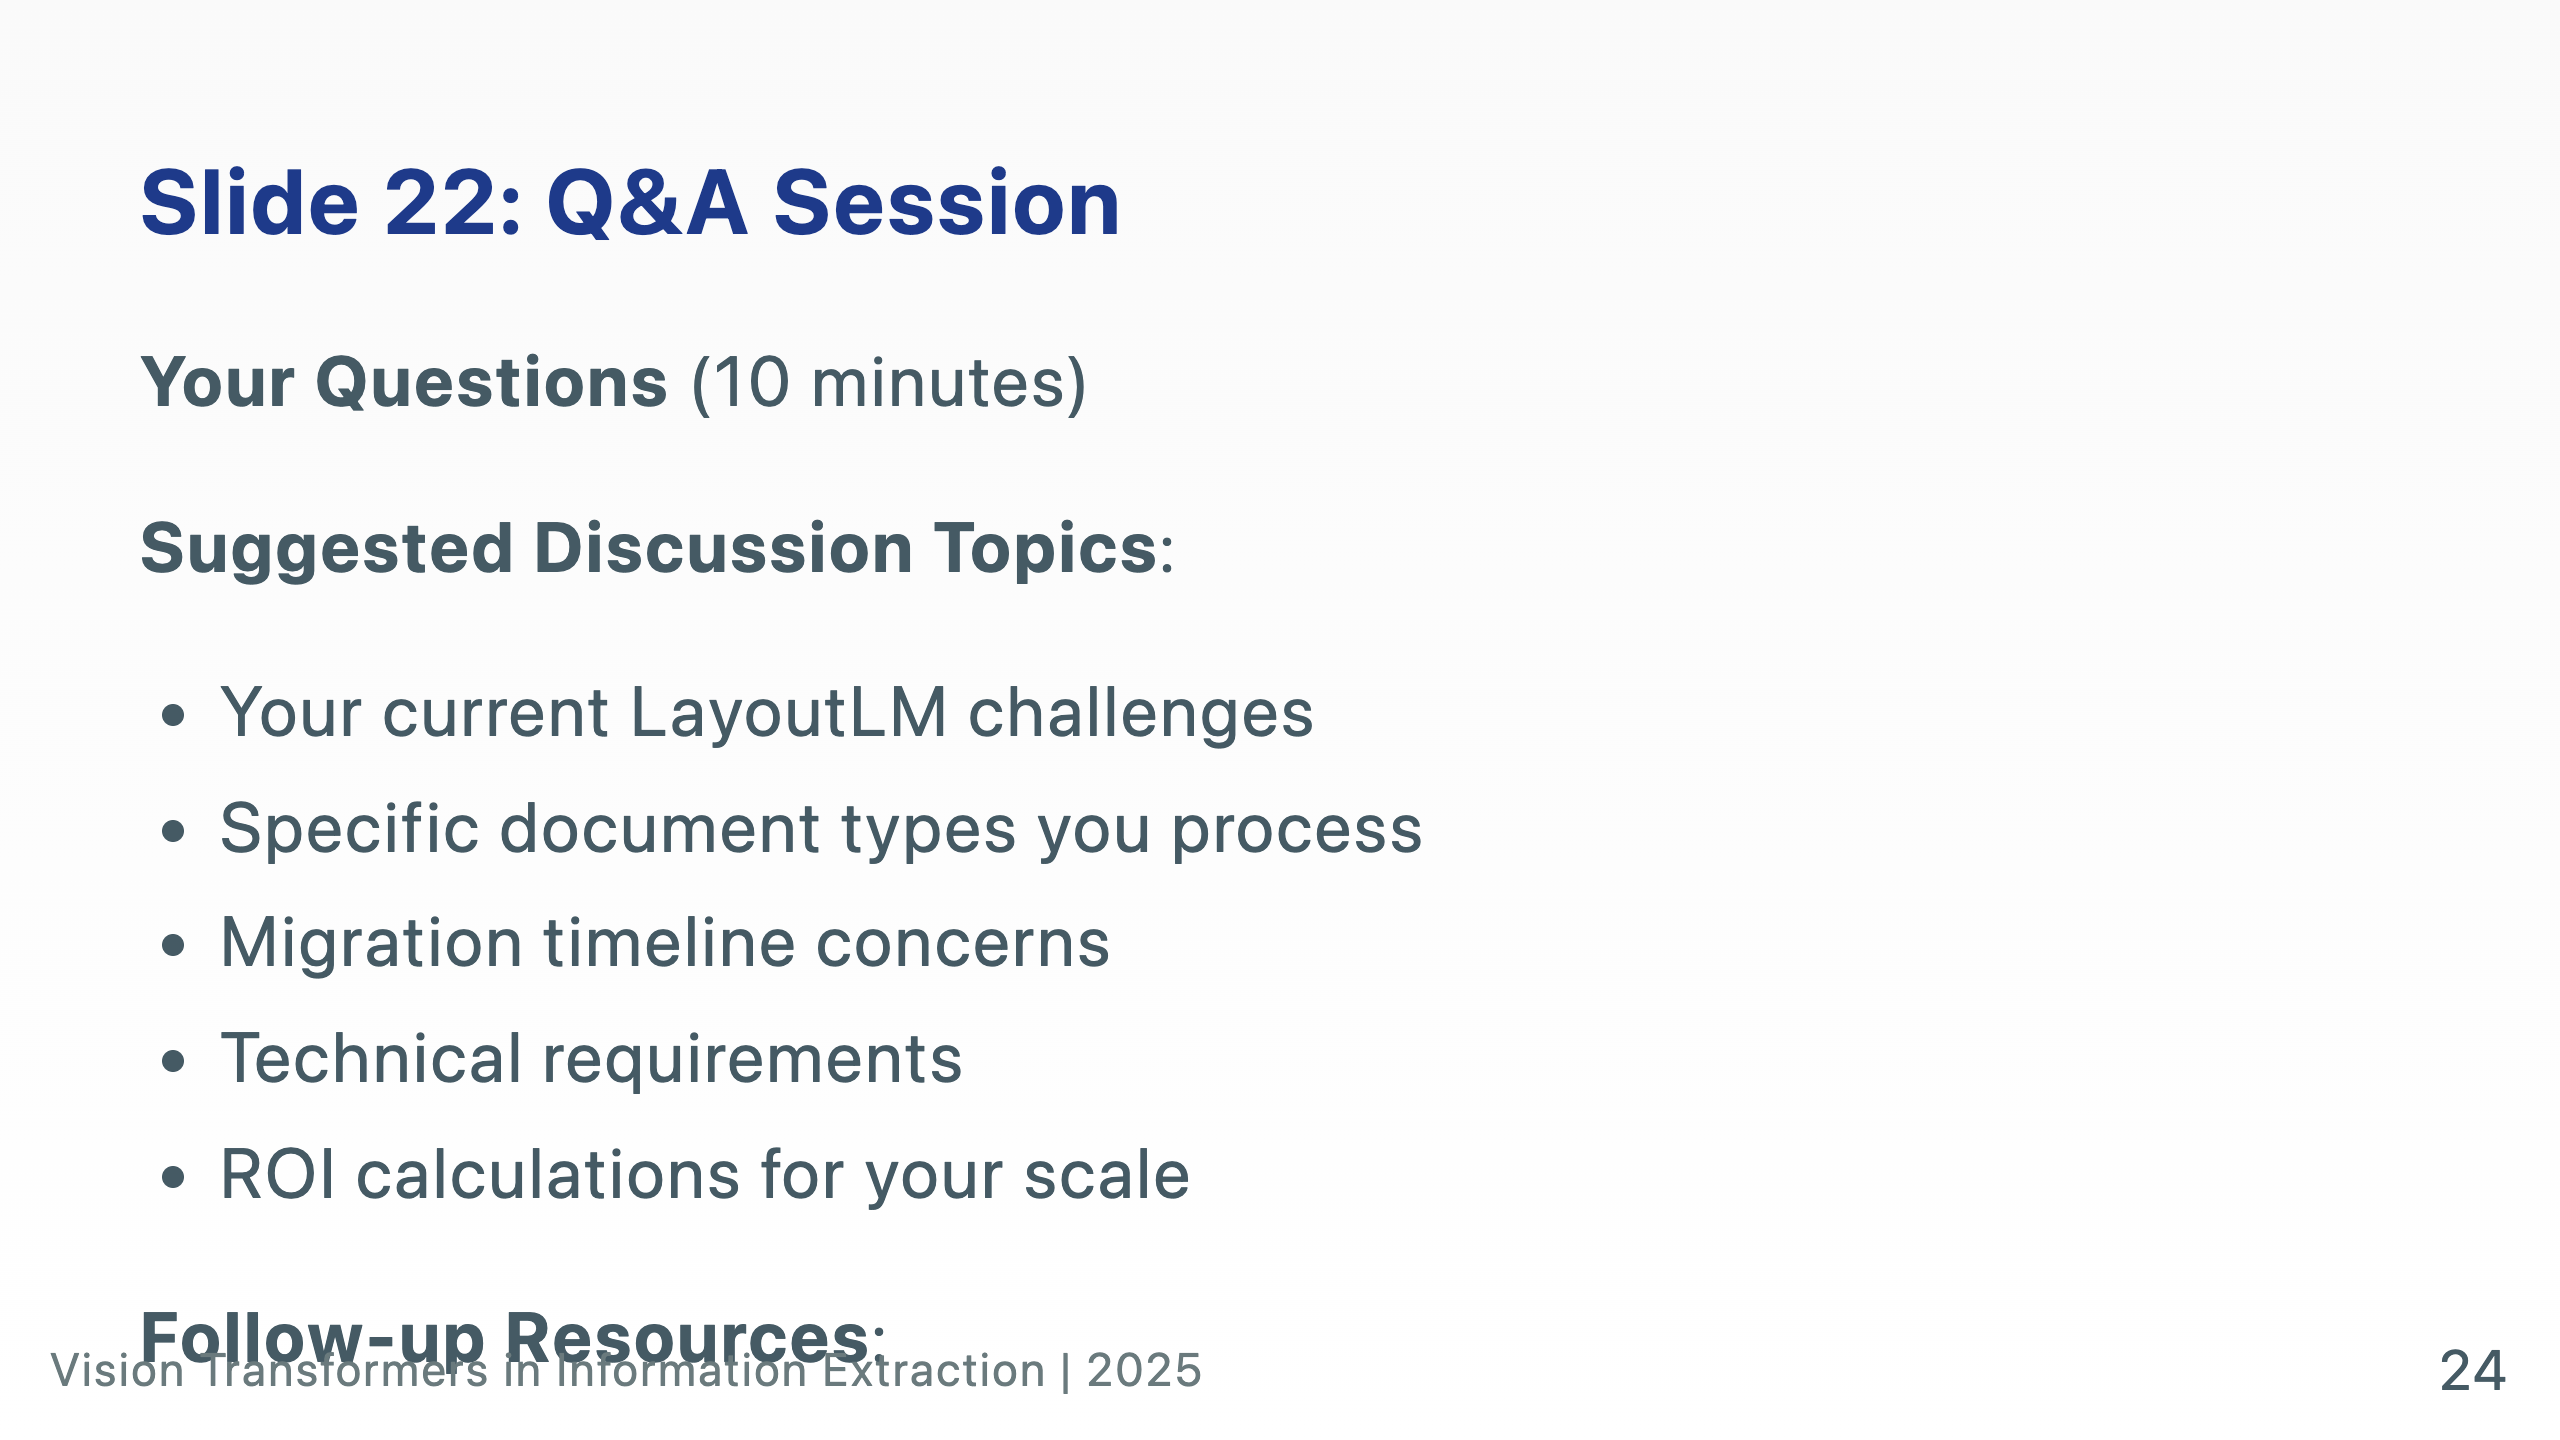 Slide 22: Q&A Session
Your Questions (10 minutes)
Suggested Discussion Topics:
• Your current LayoutLM challenges
• Specific document types you process
• Migration timeline concerns
• Technical requirements
• ROI calculations for your scale
Follow-up Resources:
Vision Transformers in Information Extraction | 2025
24